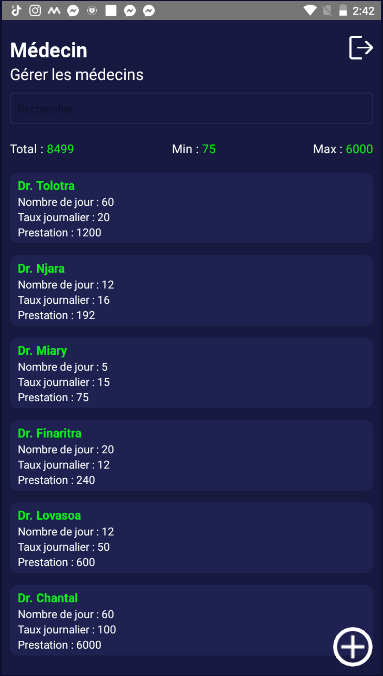 2:42
Médecin
Gérer les médecins
Rechercher
Total : 8499 Min : 75 Max : 6000
Dr. Tolotra
Nombre de jour : 60
Taux journalier : 20
Prestation : 1200
Dr. Njara
Nombre de jour : 12
Taux journalier : 16
Prestation : 192
Dr. Miary
Nombre de jour : 5
Taux journalier : 15
Prestation : 75
Dr. Finaritra
Nombre de jour : 20
Taux journalier : 12
Prestation : 240
Dr. Lovasoa
Nombre de jour : 12
Taux journalier : 50
Prestation : 600
Dr. Chantal
Nombre de jour : 60
Taux journalier : 100
Prestation : 6000